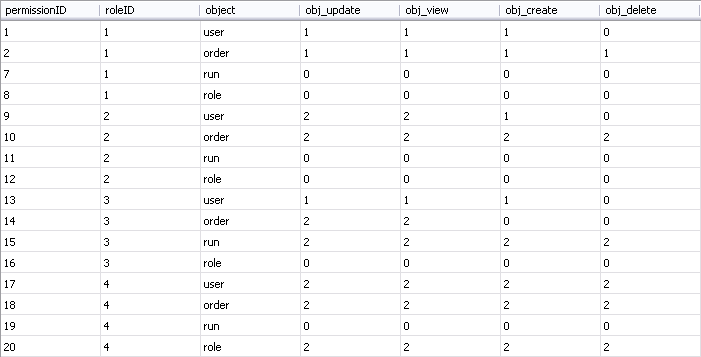 permissionID roleID object obj_update obj_view obj_create obj_delete
1 1 user 1 1 1 0
2 1 order 1 1 1 1
7 1 run 0 0 0 0
8 1 role 0 0 0 0
9 2 user 2 2 1 0
10 2 order 2 2 2 2
11 2 run 0 0 0 0
12 2 role 0 0 0 0
13 3 user 1 1 1 0
14 3 order 2 2 0 0
15 3 run 2 2 2 2
16 3 role 0 0 0 0
17 4 user 2 2 2 2
18 4 order 2 2 2 2
19 4 run 0 0 0 0
20 4 role 2 2 2 2